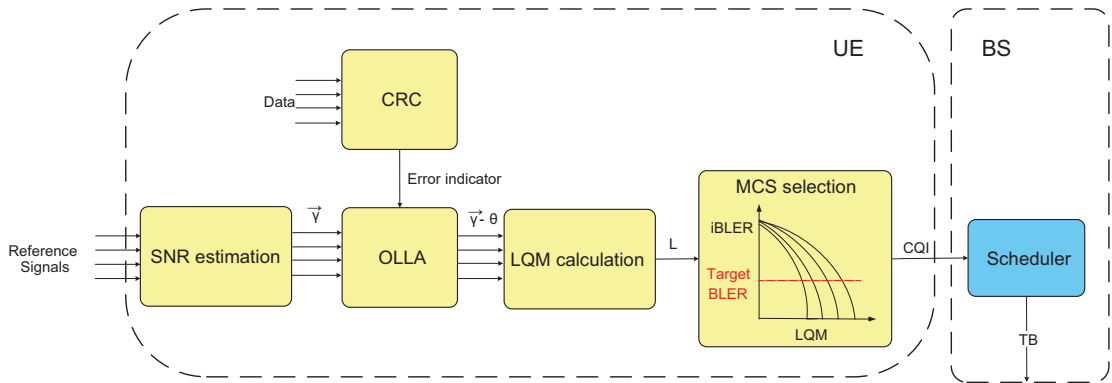 UE
BS
CRC
Data
Error indicator
MCS selection
γ⃗
γ⃗ - θ
Reference
Signals
SNR estimation
OLLA
LQM calculation
L
iBLER
Target
BLER
LQM
CQI
Scheduler
TB